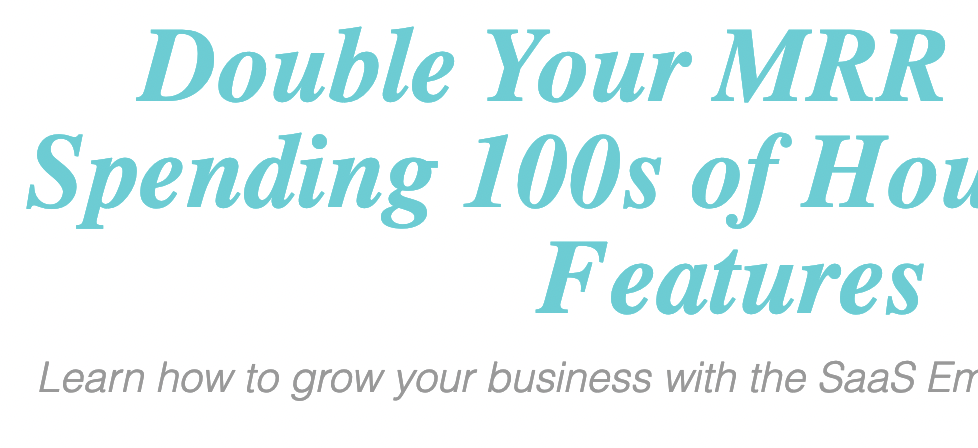 Double Your MRR
Spending 100s of Hou
Features
Learn how to grow your business with the SaaS Em